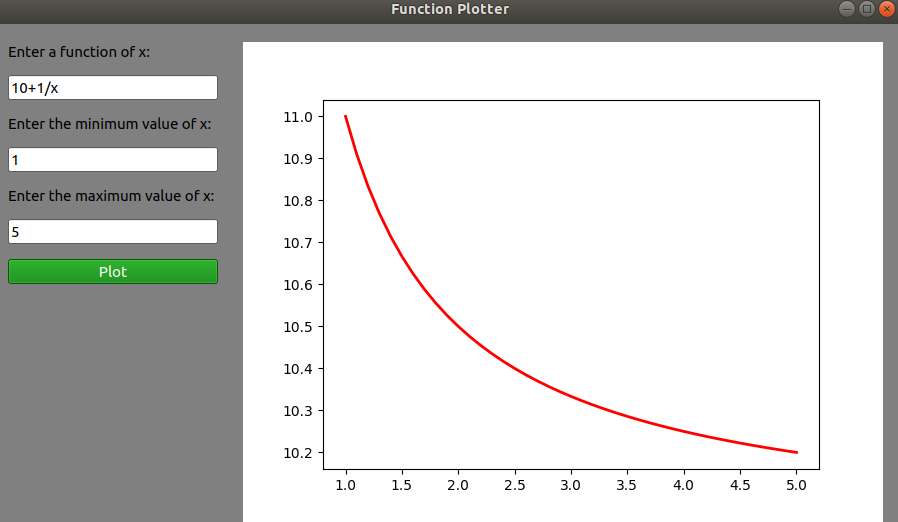 Function Plotter
Enter a function of x:
10+1/x
Enter the minimum value of x:
1
Enter the maximum value of x:
5
Plot
11.0
10.9
10.8
10.7
10.6
10.5
10.4
10.3
10.2
1.0 1.5 2.0 2.5 3.0 3.5 4.0 4.5 5.0